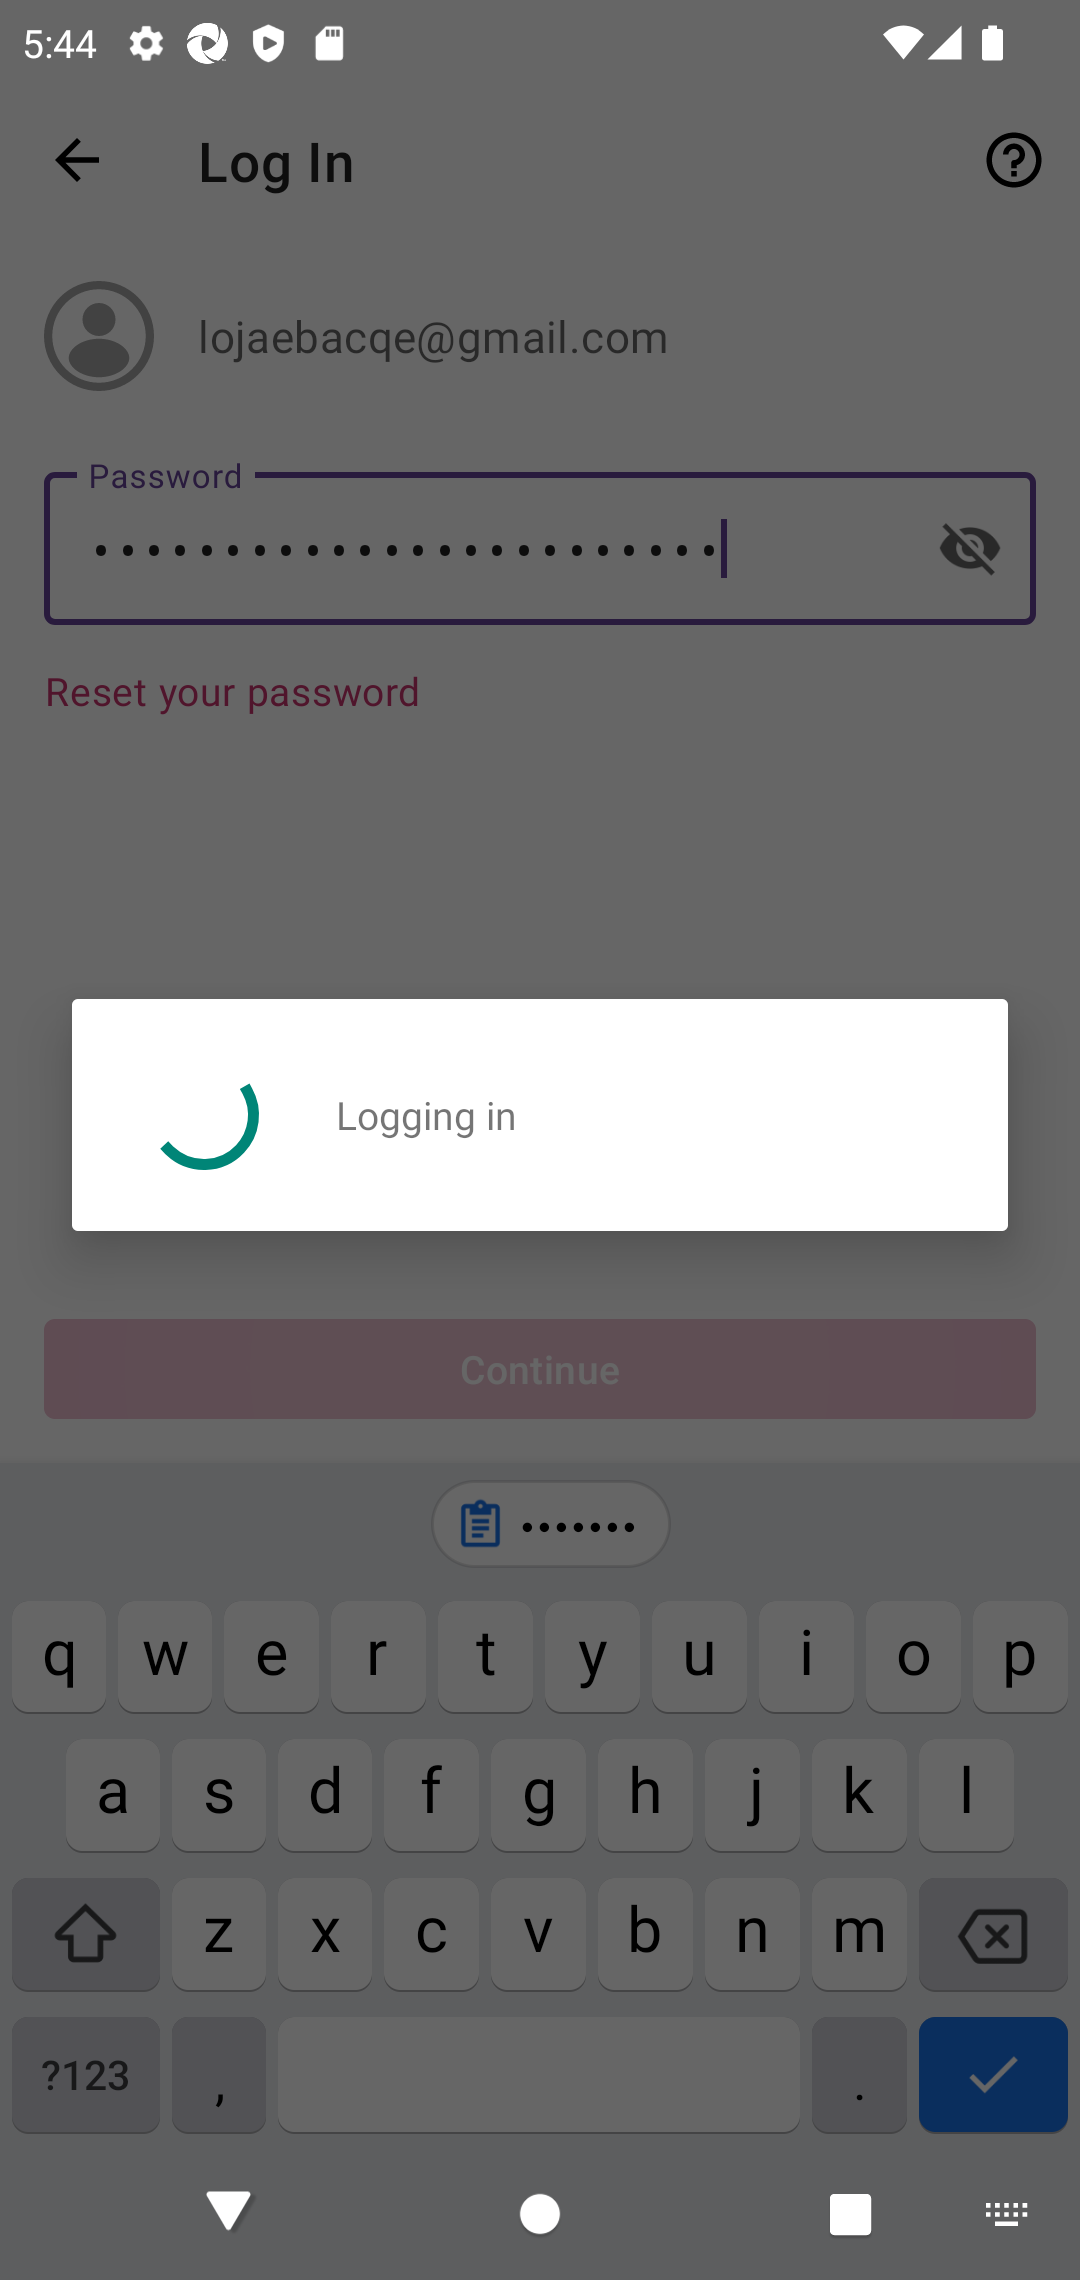 5:44
Log In
lojaebacqe@gmail.com
Password
••••••••••••••••••••••••
Reset your password
Logging in
Continue
•••••••
q w e r t y u i o p
a s d f g h j k l
z x c v b n m
?123 , .